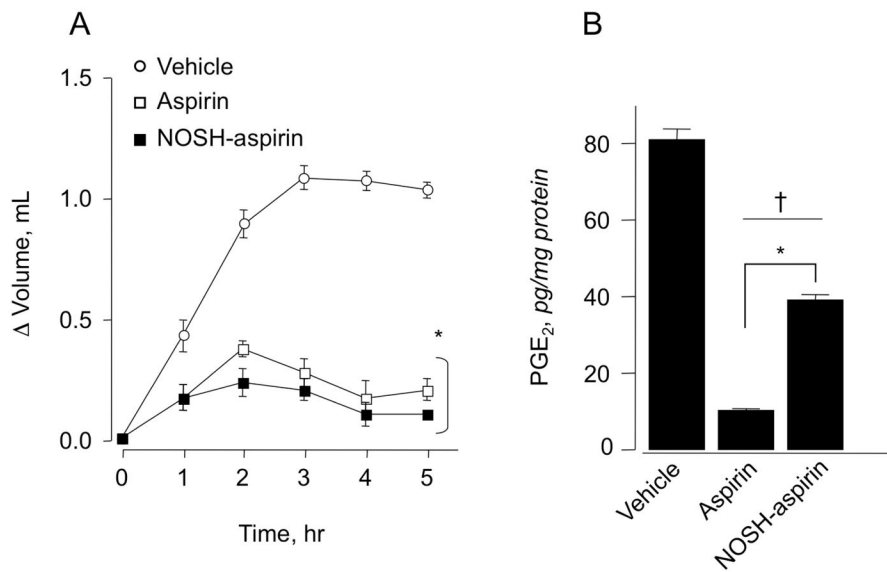 A
1.5
1.0
0.5
0.0
Δ Volume, mL
Vehicle
Aspirin
NOSH-aspirin
*
0 1 2 3 4 5
Time, hr
B
80
60
40
20
0
PGE₂, pg/mg protein
†
*
Vehicle
Aspirin
NOSH-aspirin